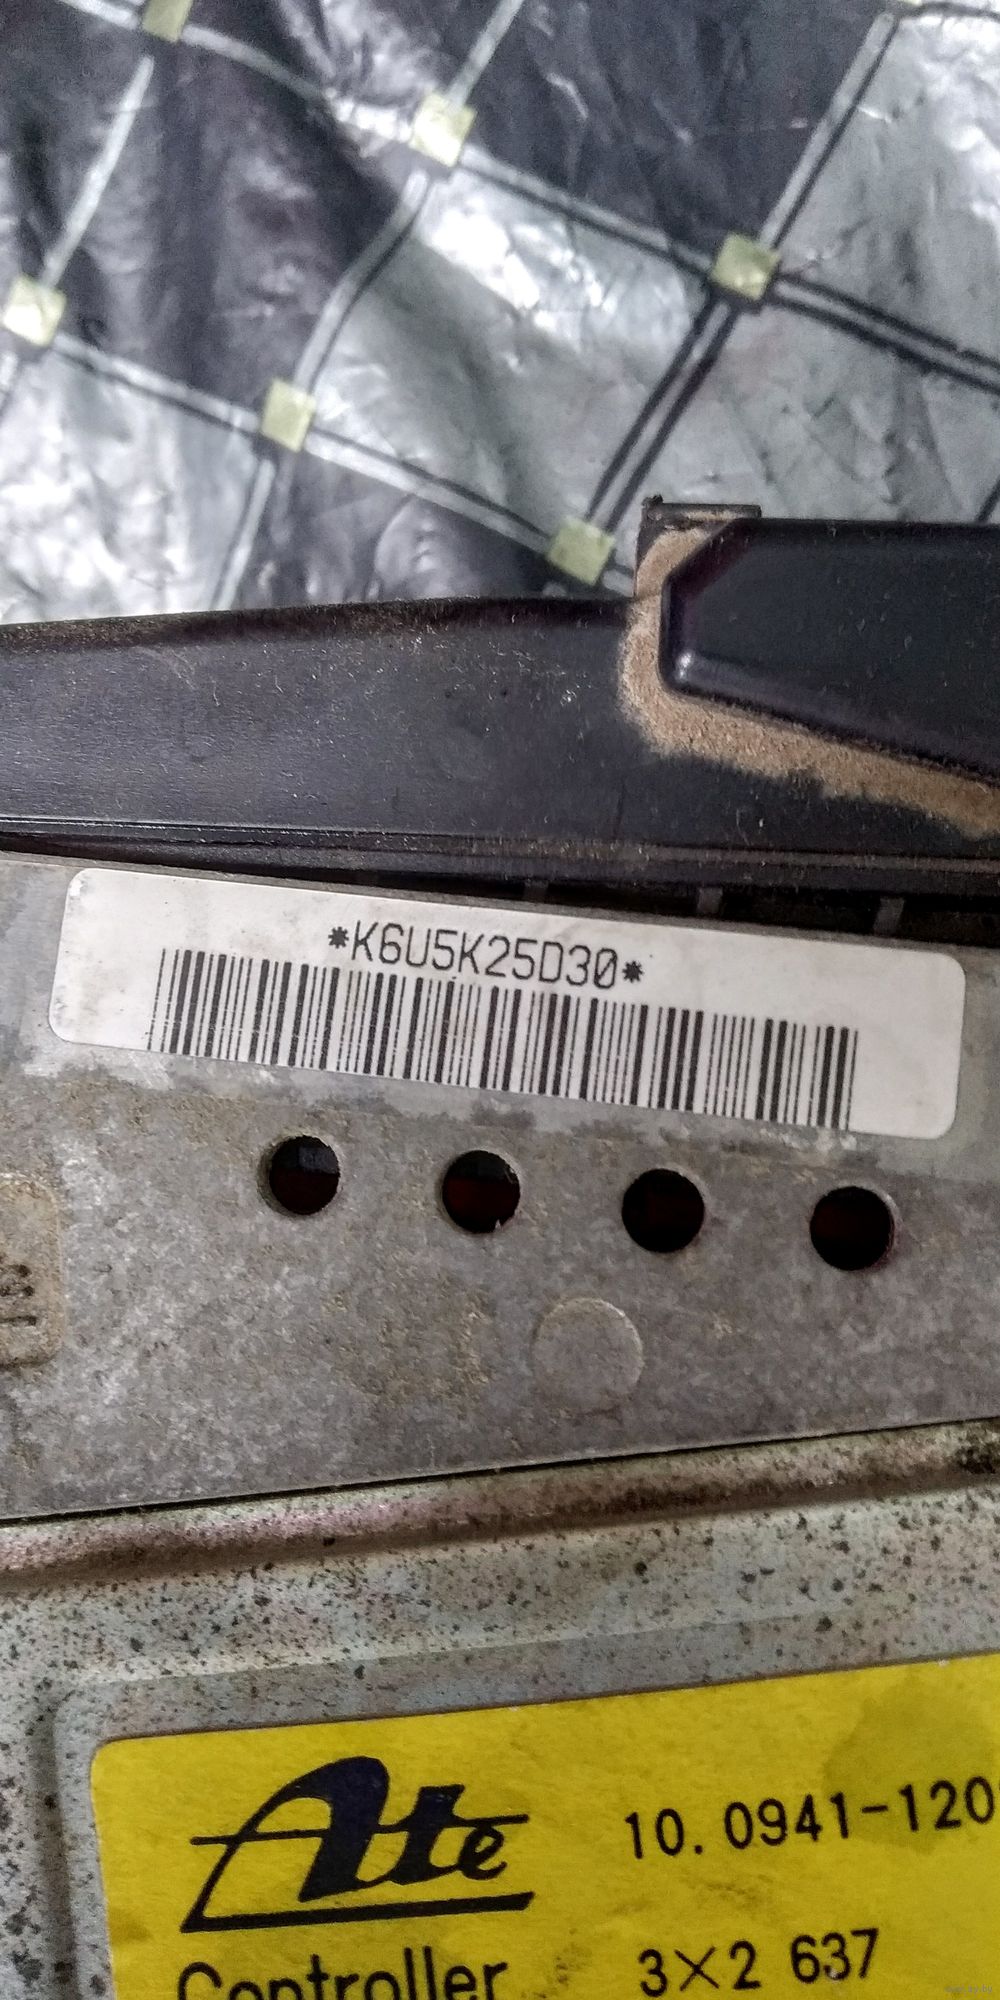 *K6U5K25D30*
Ate
10.0941-120
Controller
3×2 637